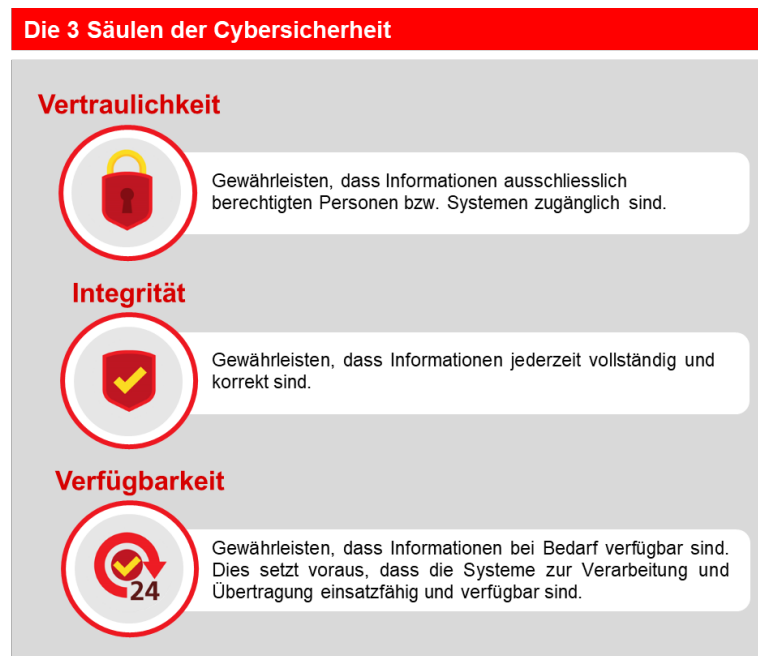 Die 3 Säulen der Cybersicherheit
Vertraulichkeit
Gewährleisten, dass Informationen ausschliesslich
berechtigten Personen bzw. Systemen zugänglich sind.
Integrität
Gewährleisten, dass Informationen jederzeit vollständig und
korrekt sind.
Verfügbarkeit
Gewährleisten, dass Informationen bei Bedarf verfügbar sind.
Dies setzt voraus, dass die Systeme zur Verarbeitung und
Übertragung einsatzfähig und verfügbar sind.
24